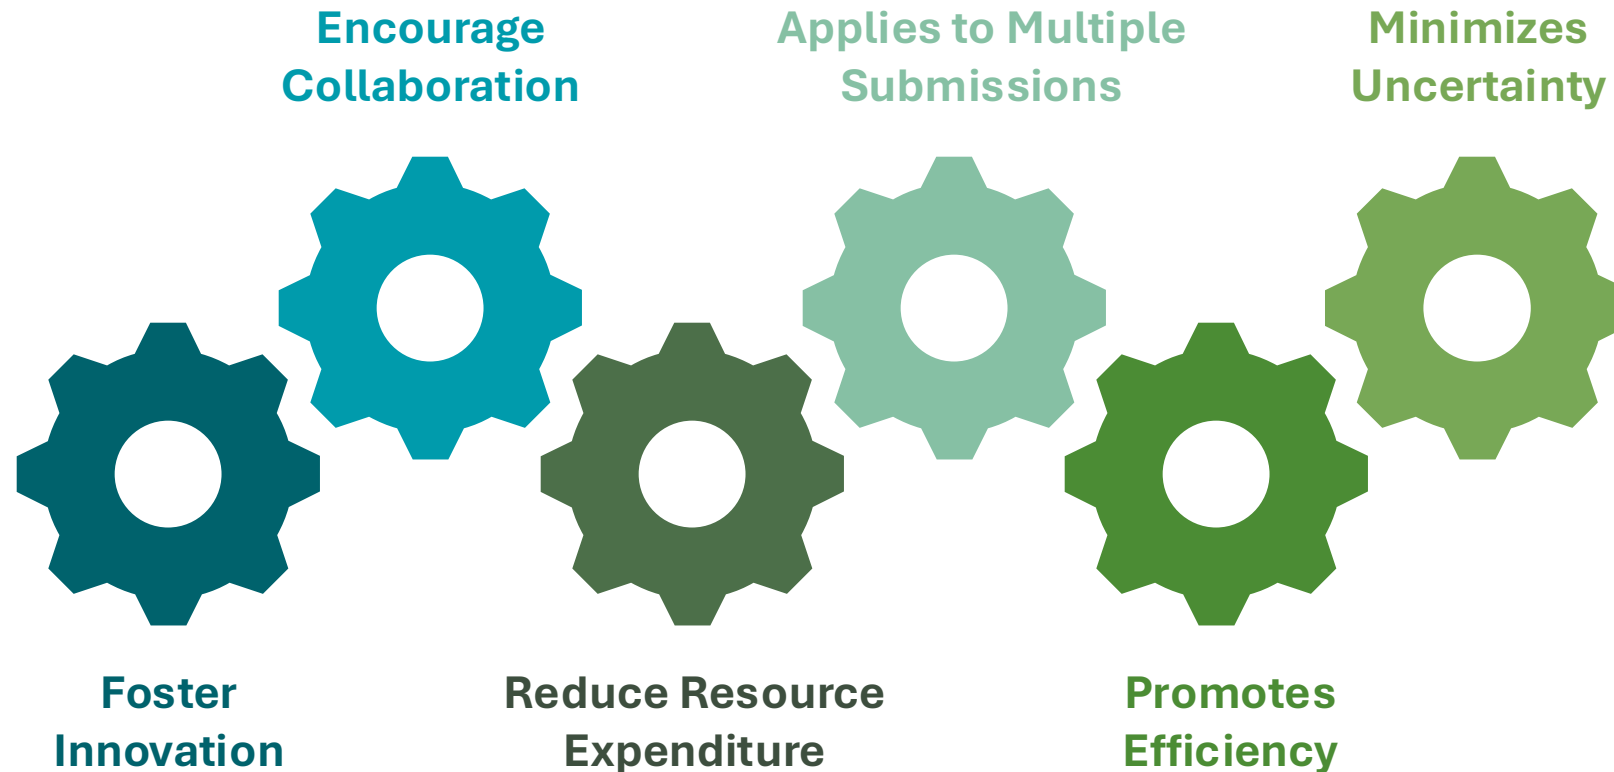 Encourage
Collaboration
Applies to Multiple
Submissions
Minimizes
Uncertainty
Foster
Innovation
Reduce Resource
Expenditure
Promotes
Efficiency